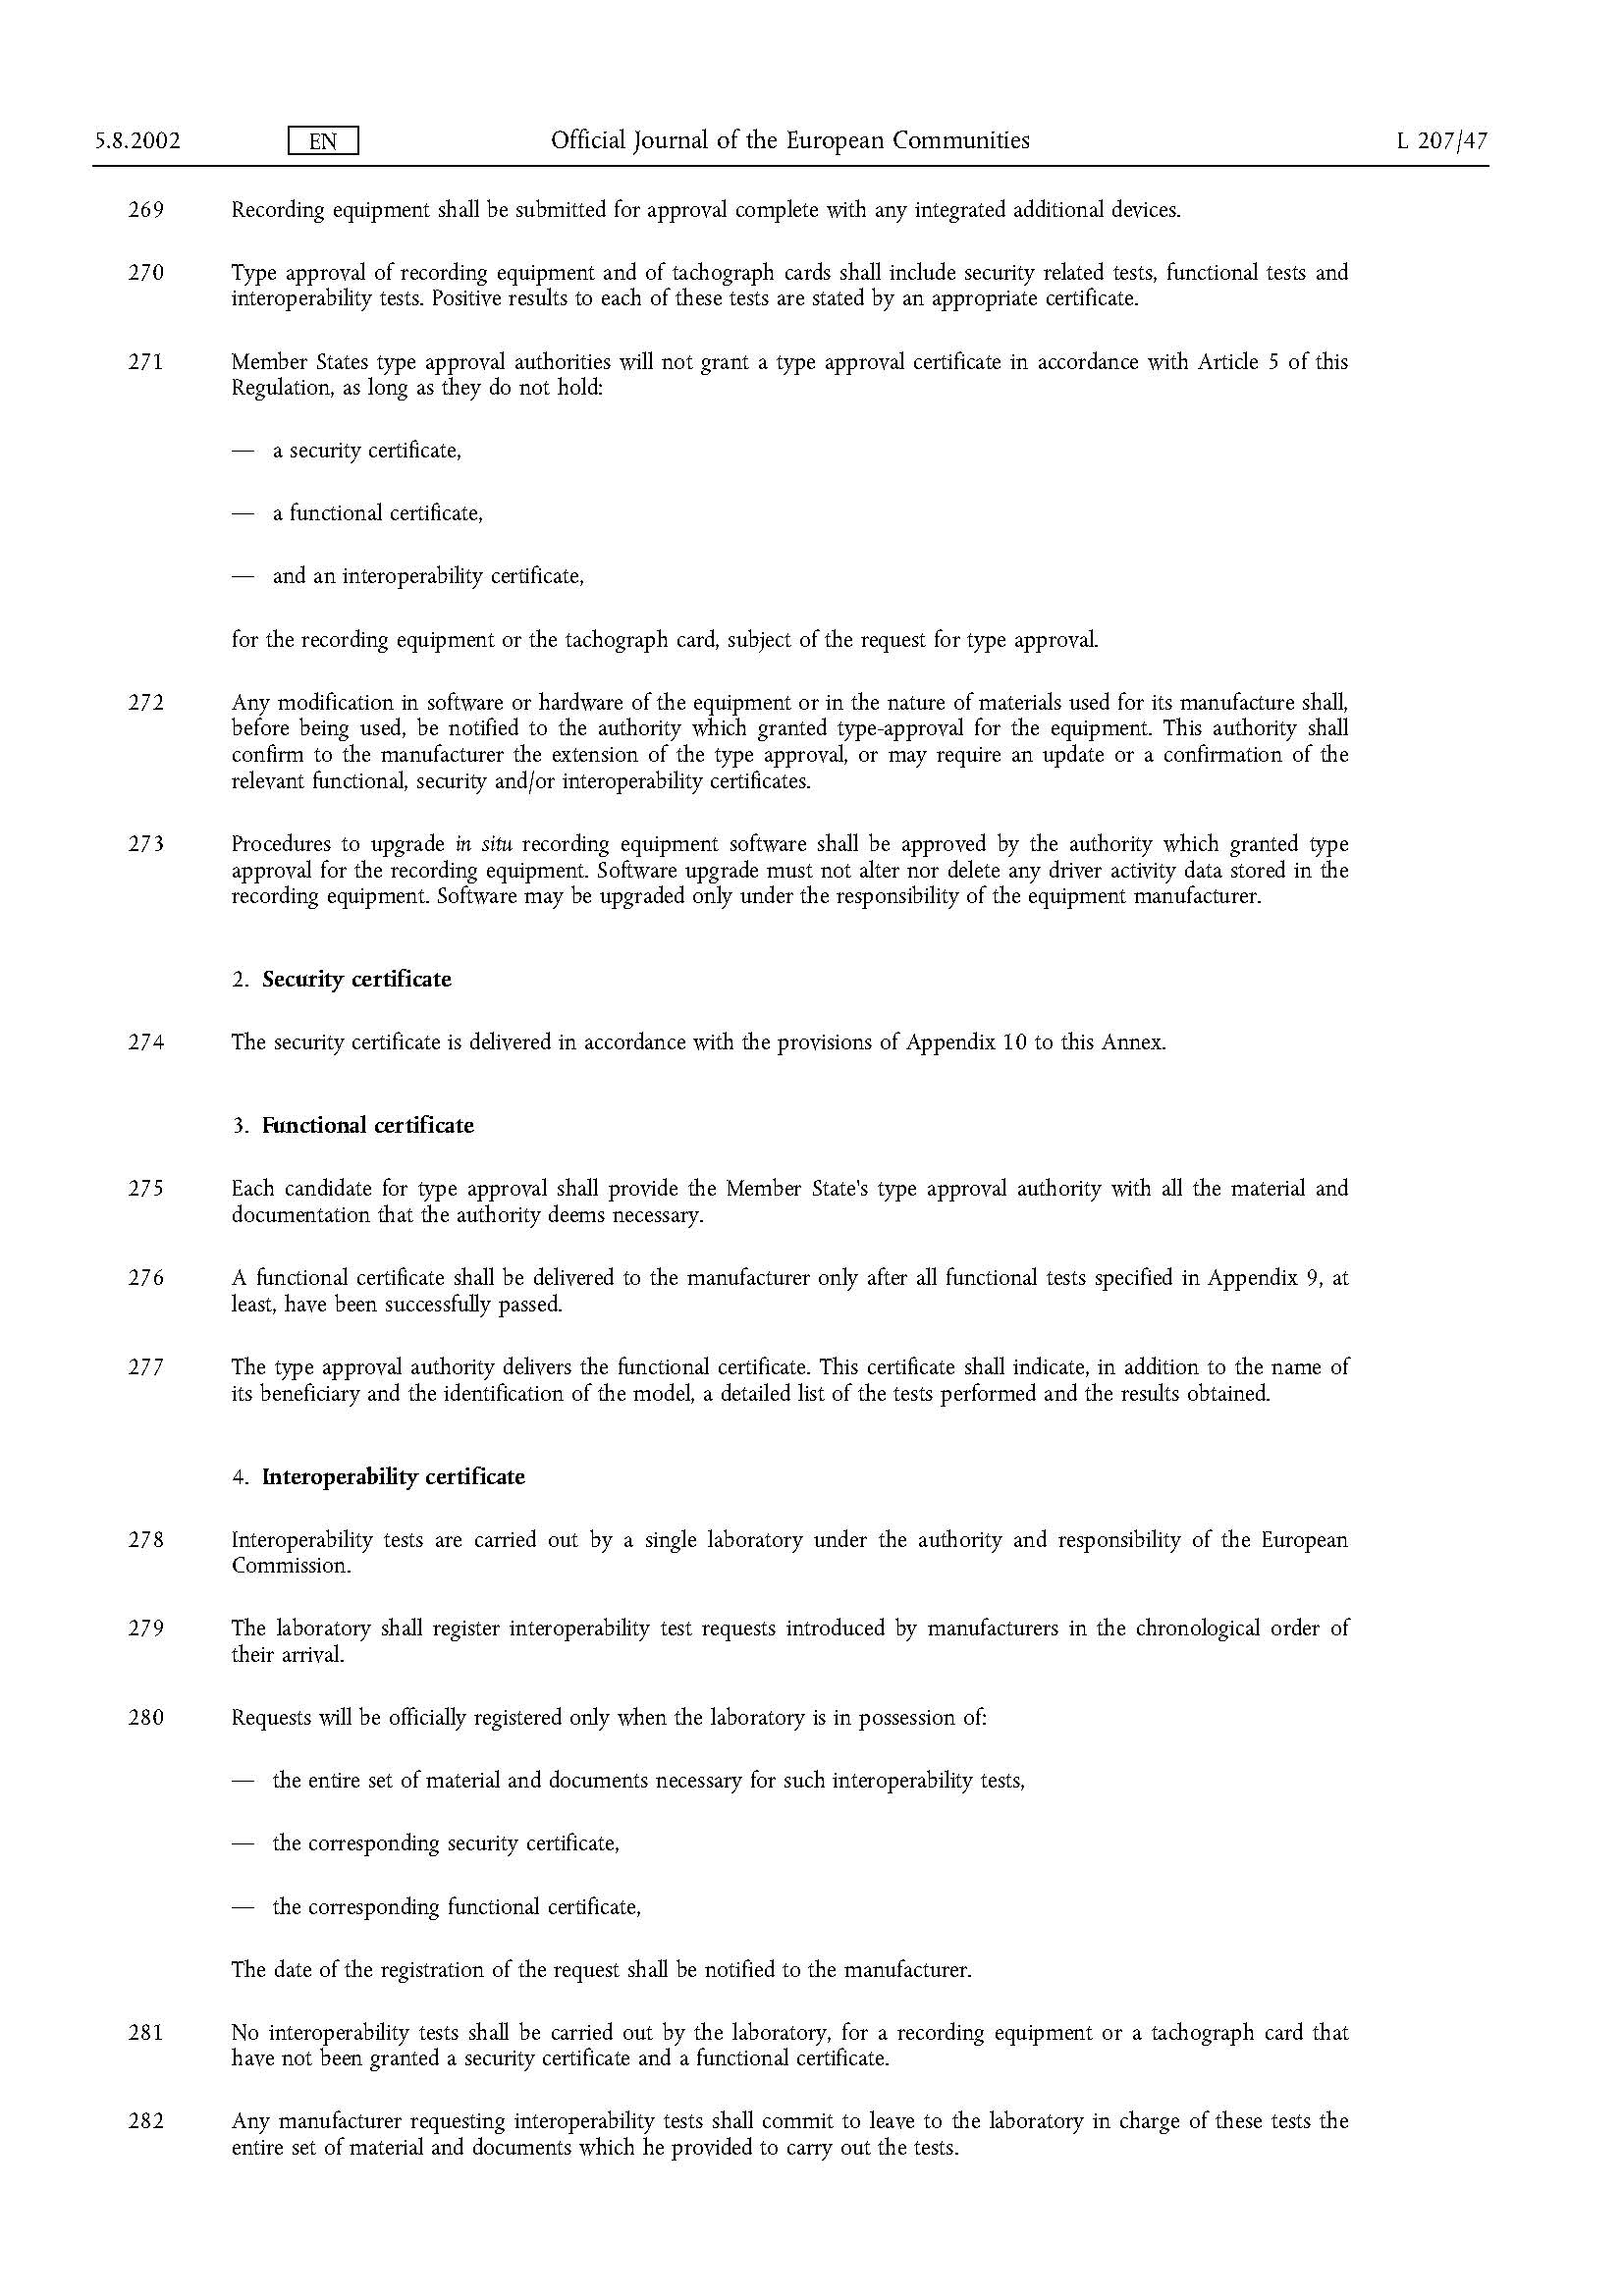 5.8.2002 EN Official Journal of the European Communities L 207/47
269 Recording equipment shall be submitted for approval complete with any integrated additional devices.
270 Type approval of recording equipment and of tachograph cards shall include security related tests, functional tests and
interoperability tests. Positive results to each of these tests are stated by an appropriate certificate.
271 Member States type approval authorities will not grant a type approval certificate in accordance with Article 5 of this
Regulation, as long as they do not hold:
— a security certificate,
— a functional certificate,
— and an interoperability certificate,
for the recording equipment or the tachograph card, subject of the request for type approval.
272 Any modification in software or hardware of the equipment or in the nature of materials used for its manufacture shall,
before being used, be notified to the authority which granted type-approval for the equipment. This authority shall
confirm to the manufacturer the extension of the type approval, or may require an update or a confirmation of the
relevant functional, security and/or interoperability certificates.
273 Procedures to upgrade in situ recording equipment software shall be approved by the authority which granted type
approval for the recording equipment. Software upgrade must not alter nor delete any driver activity data stored in the
recording equipment. Software may be upgraded only under the responsibility of the equipment manufacturer.
2. Security certificate
274 The security certificate is delivered in accordance with the provisions of Appendix 10 to this Annex.
3. Functional certificate
275 Each candidate for type approval shall provide the Member State's type approval authority with all the material and
documentation that the authority deems necessary.
276 A functional certificate shall be delivered to the manufacturer only after all functional tests specified in Appendix 9, at
least, have been successfully passed.
277 The type approval authority delivers the functional certificate. This certificate shall indicate, in addition to the name of
its beneficiary and the identification of the model, a detailed list of the tests performed and the results obtained.
4. Interoperability certificate
278 Interoperability tests are carried out by a single laboratory under the authority and responsibility of the European
Commission.
279 The laboratory shall register interoperability test requests introduced by manufacturers in the chronological order of
their arrival.
280 Requests will be officially registered only when the laboratory is in possession of:
— the entire set of material and documents necessary for such interoperability tests,
— the corresponding security certificate,
— the corresponding functional certificate,
The date of the registration of the request shall be notified to the manufacturer.
281 No interoperability tests shall be carried out by the laboratory, for a recording equipment or a tachograph card that
have not been granted a security certificate and a functional certificate.
282 Any manufacturer requesting interoperability tests shall commit to leave to the laboratory in charge of these tests the
entire set of material and documents which he provided to carry out the tests.